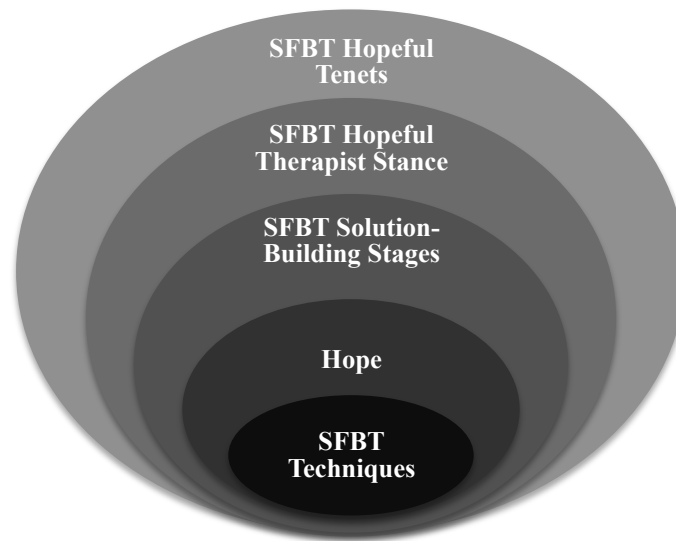 SFBT Hopeful
Tenets
SFBT Hopeful
Therapist Stance
SFBT Solution-
Building Stages
Hope
SFBT
Techniques